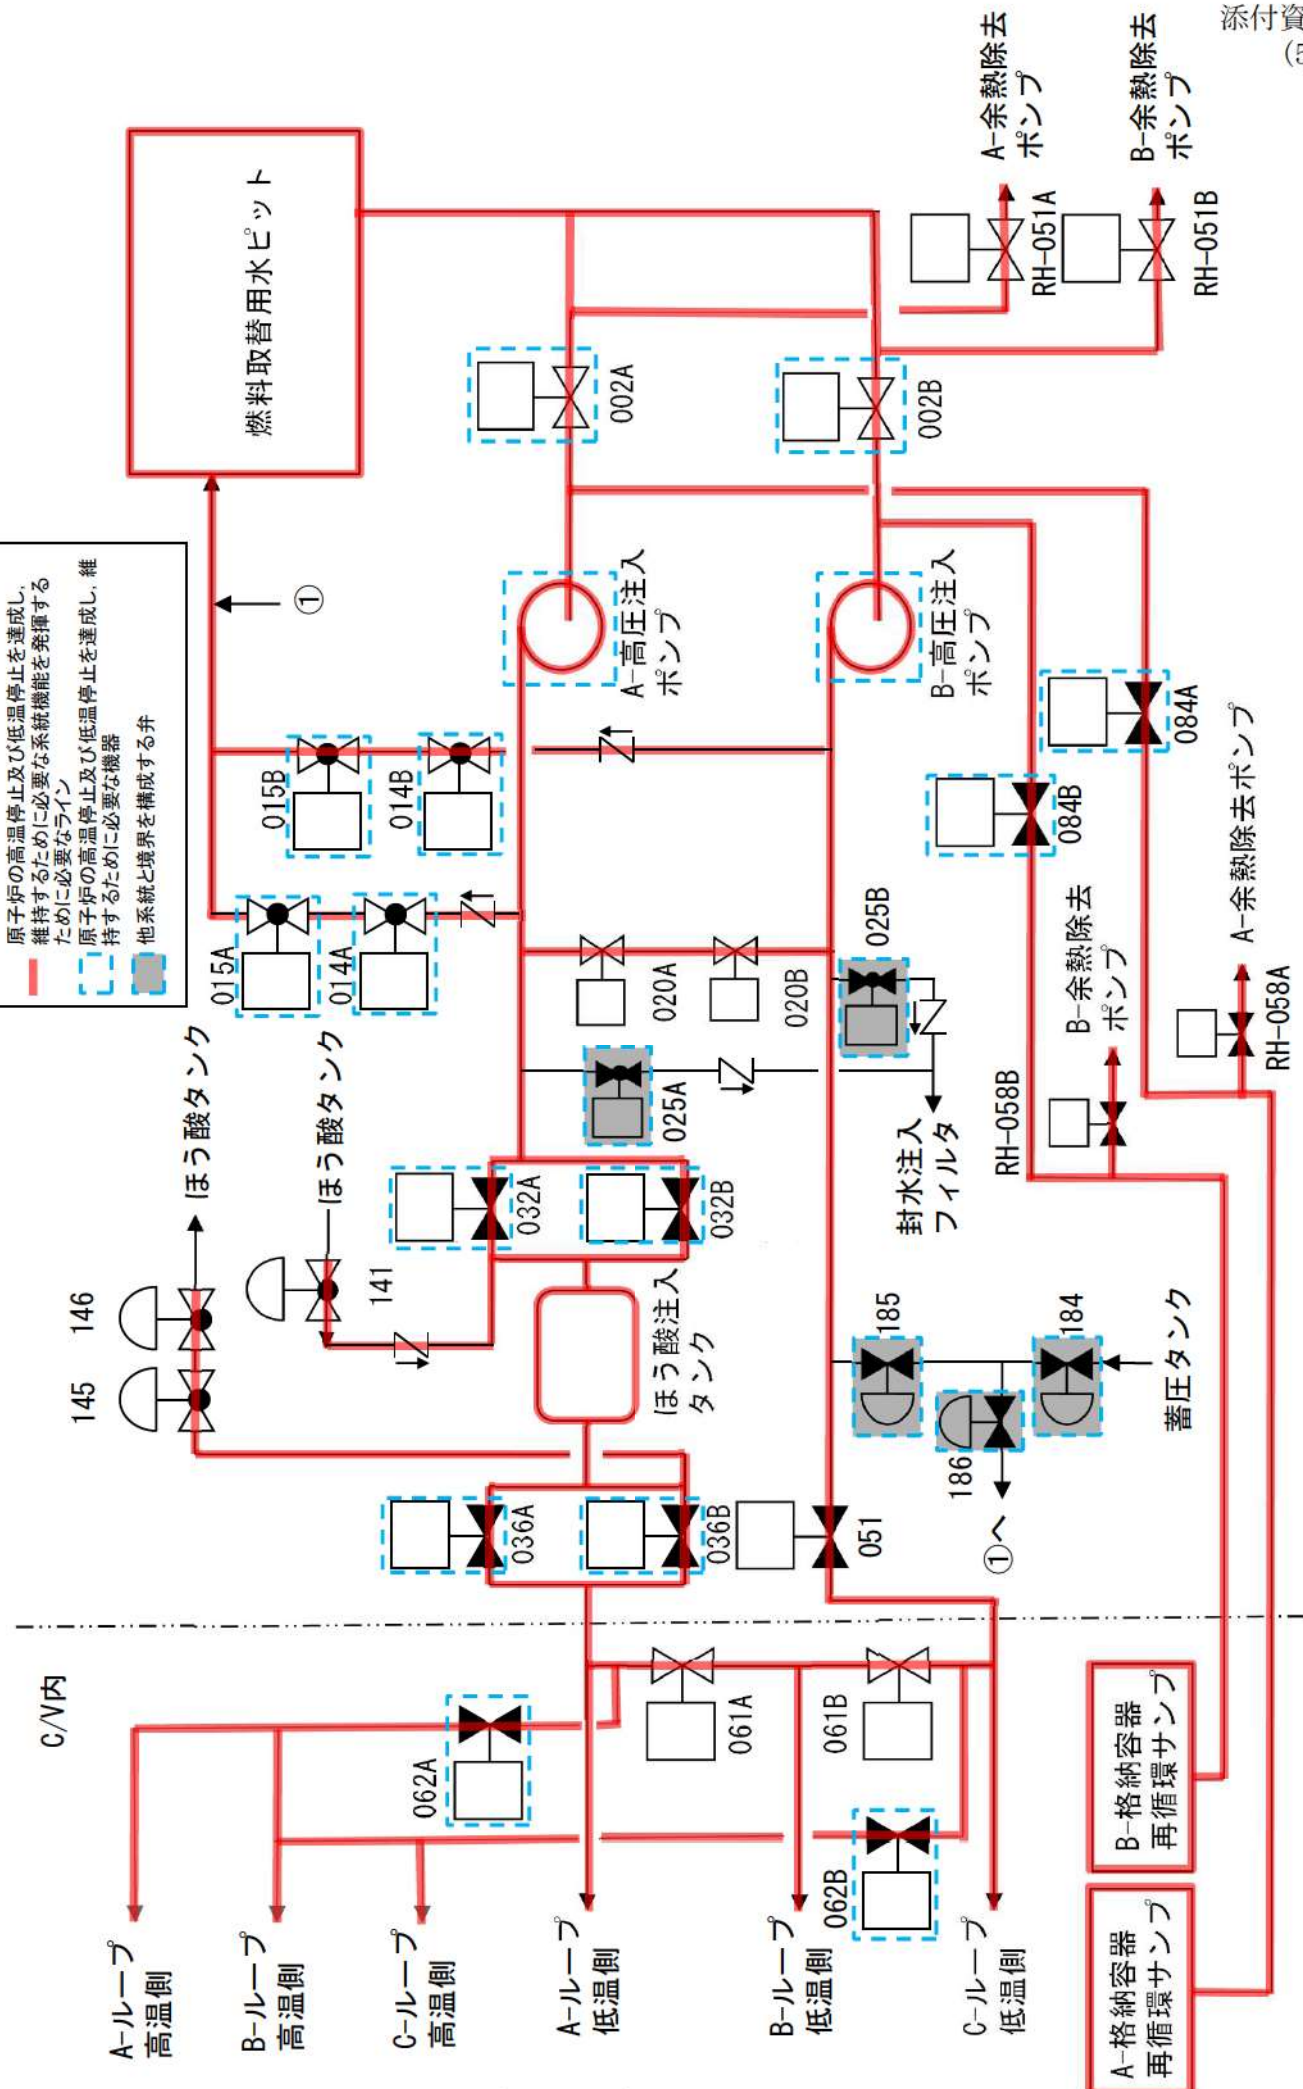 添付資
(5
原子炉の高温停止及び低温停止を達成し,
維持するために必要な系統機能を発揮する
ために必要なライン
原子炉の高温停止及び低温停止を達成し, 維
持するために必要な機器
他系統と境界を構成する弁
C/V内
A-ループ
高温側
B-ループ
高温側
C-ループ
高温側
A-ループ
低温側
B-ループ
低温側
C-ループ
低温側
A-格納容器
再循環サンプ
B-格納容器
再循環サンプ
062A
062B
061A
061B
145
146
ほう酸タンク
141
ほう酸タンク
036A
036B
051
ほう酸注入
タンク
032A
032B
025A
025B
封水注入
フィルタ
185
186
184
①へ
蓄圧タンク
020A
020B
015A
014A
015B
014B
①
燃料取替用水ピット
A-高圧注入
ポンプ
B-高圧注入
ポンプ
002A
002B
A-余熱除去
ポンプ
RH-051A
B-余熱除去
ポンプ
RH-051B
084B
084A
RH-058B
B-余熱除去
ポンプ
A-余熱除去ポンプ
RH-058A